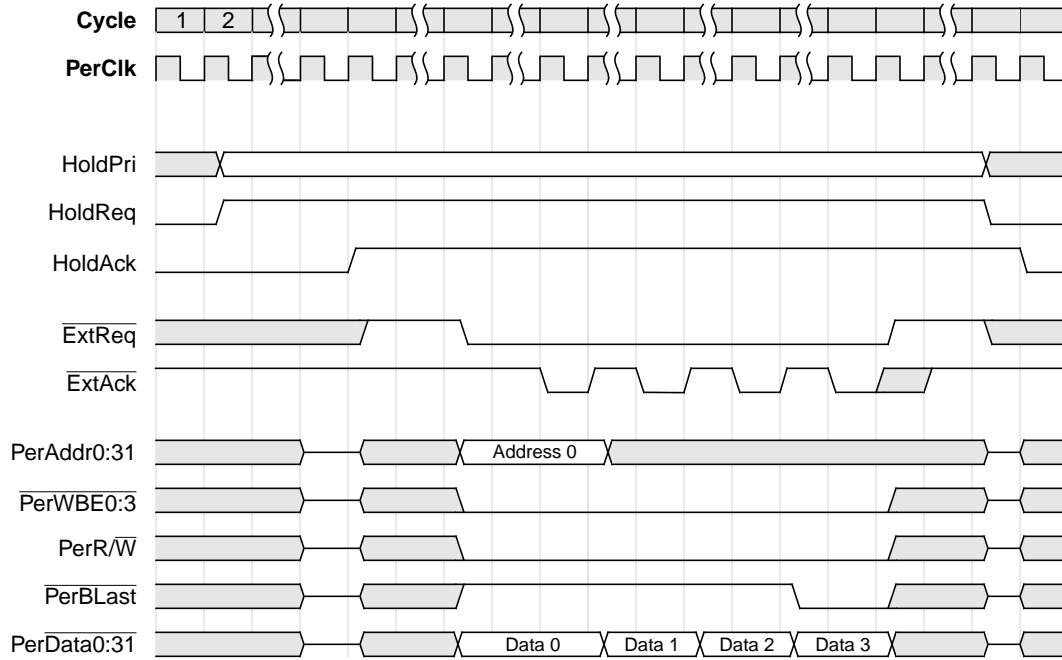 Cycle 1 2
PerClk
HoldPri
HoldReq
HoldAck
ExtReq
ExtAck
PerAddr0:31 Address 0
PerWBE0:3
PerR/W
PerBLast
PerData0:31 Data 0 Data 1 Data 2 Data 3